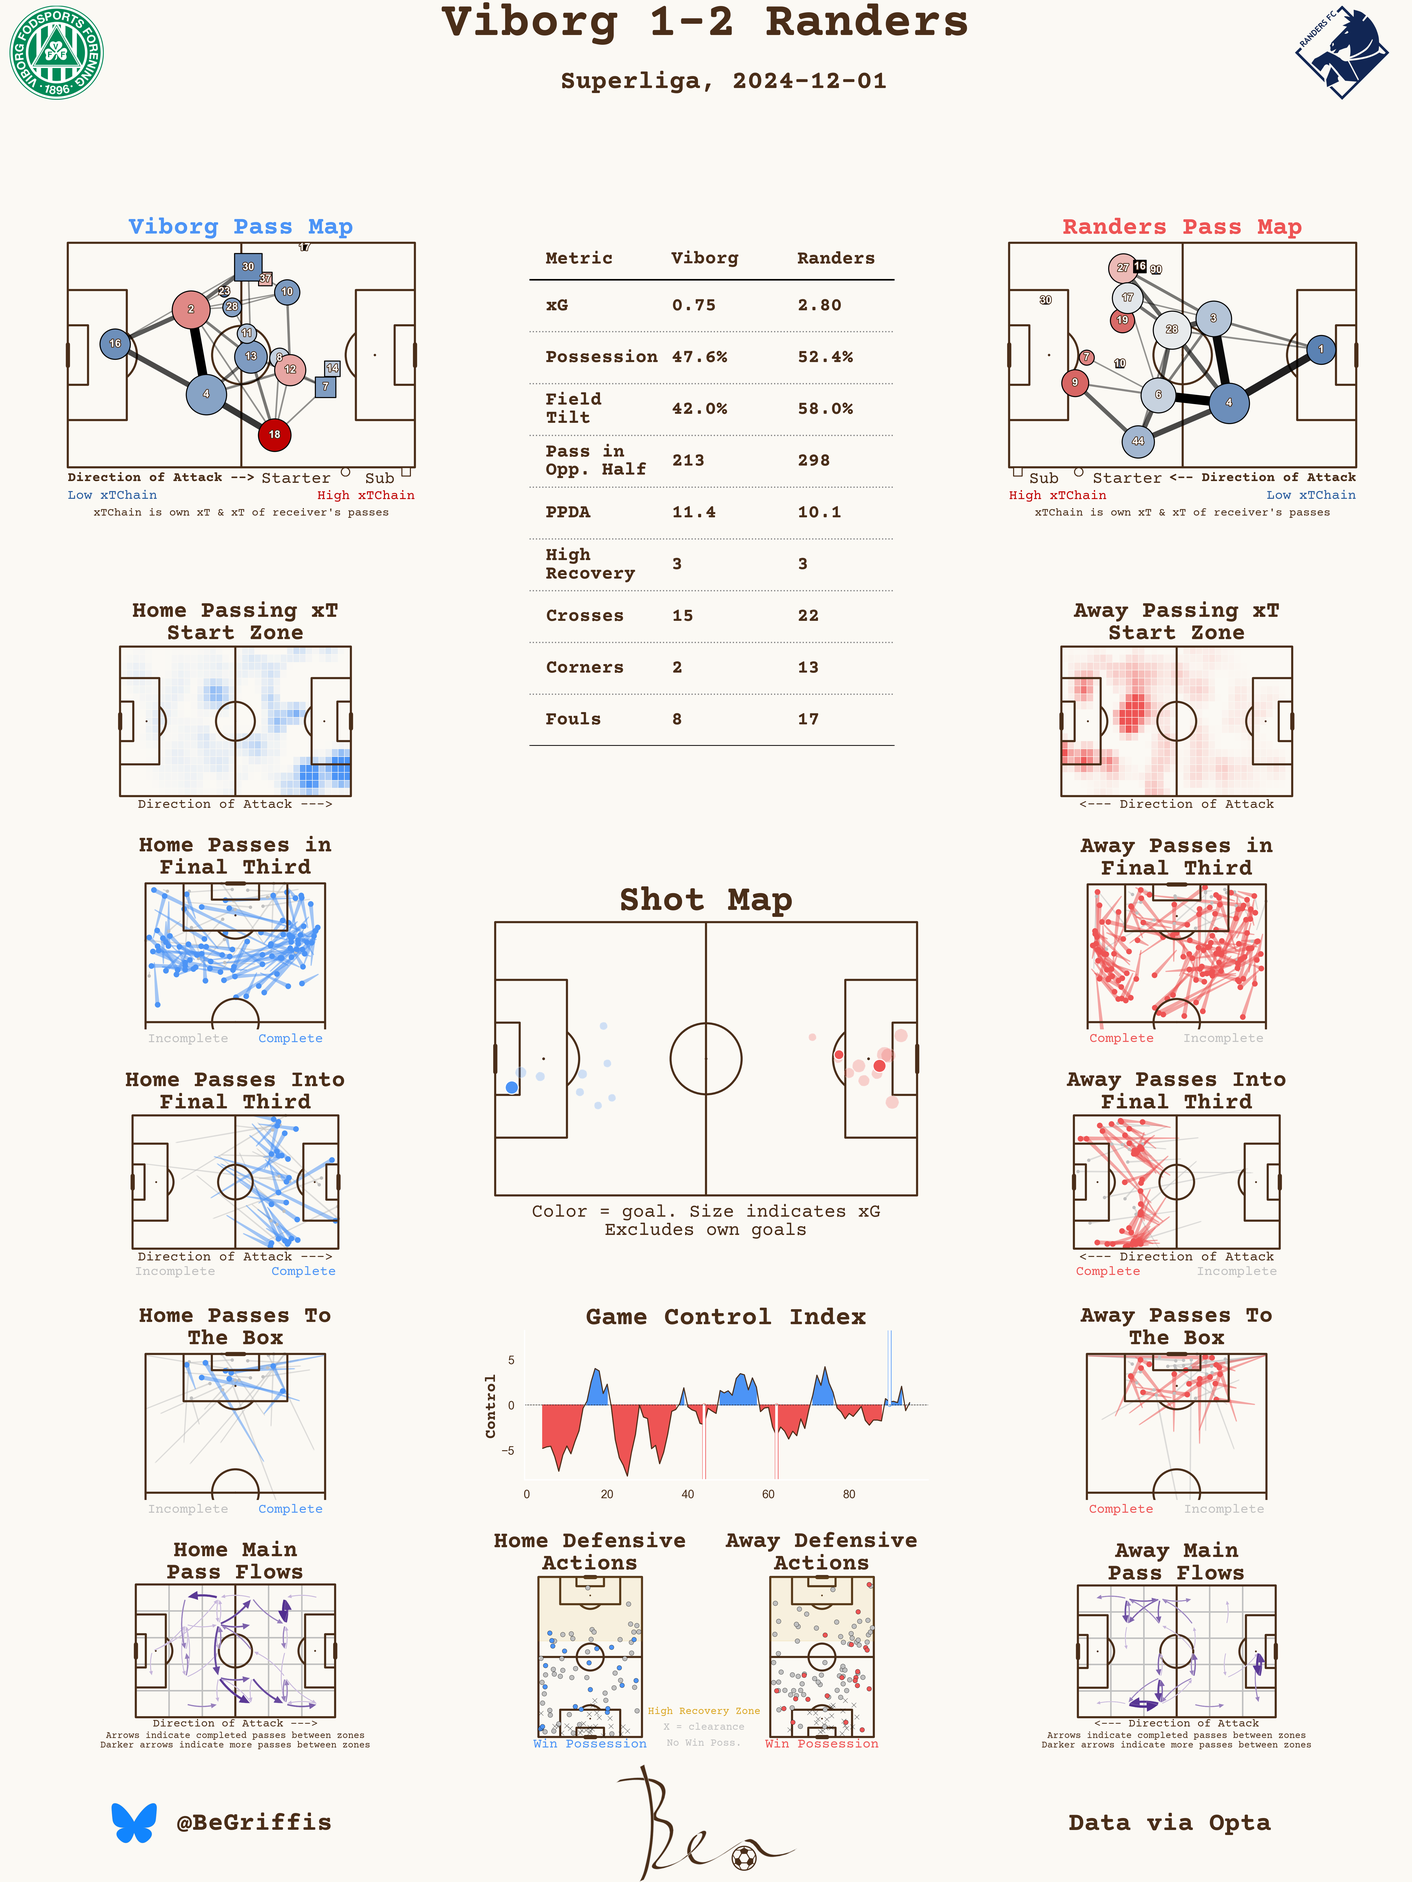 Viborg 1-2 Randers
Superliga, 2024-12-01
VIBORG FODSPORTS FORENING
VFF
· 1896 ·
RANDERS FC
Viborg Pass Map
17
30
37
23
10
28
2
11
16
13
8
12
14
7
4
18
Direction of Attack --> Starter Sub
Low xTChain High xTChain
xTChain is own xT & xT of receiver's passes
Metric Viborg Randers
xG 0.75 2.80
Possession 47.6% 52.4%
Field
Tilt 42.0% 58.0%
Pass in
Opp. Half 213 298
PPDA 11.4 10.1
High
Recovery 3 3
Crosses 15 22
Corners 2 13
Fouls 8 17
Randers Pass Map
27
16
90
30
17
19
28
3
7
10
1
9
6
4
44
Sub Starter <-- Direction of Attack
High xTChain Low xTChain
xTChain is own xT & xT of receiver's passes
Home Passing xT
Start Zone
Direction of Attack --->
Away Passing xT
Start Zone
<--- Direction of Attack
Home Passes in
Final Third
Incomplete Complete
Shot Map
Color = goal. Size indicates xG
Excludes own goals
Away Passes in
Final Third
Complete Incomplete
Home Passes Into
Final Third
Direction of Attack --->
Incomplete Complete
Away Passes Into
Final Third
<--- Direction of Attack
Complete Incomplete
Home Passes To
The Box
Incomplete Complete
Game Control Index
Control
5
0
−5
0 20 40 60 80
Away Passes To
The Box
Complete Incomplete
Home Main
Pass Flows
Direction of Attack --->
Arrows indicate completed passes between zones
Darker arrows indicate more passes between zones
Home Defensive
Actions
Win Possession
Away Defensive
Actions
Win Possession
High Recovery Zone
X = clearance
No Win Poss.
Away Main
Pass Flows
<--- Direction of Attack
Arrows indicate completed passes between zones
Darker arrows indicate more passes between zones
@BeGriffis
Ben
Data via Opta